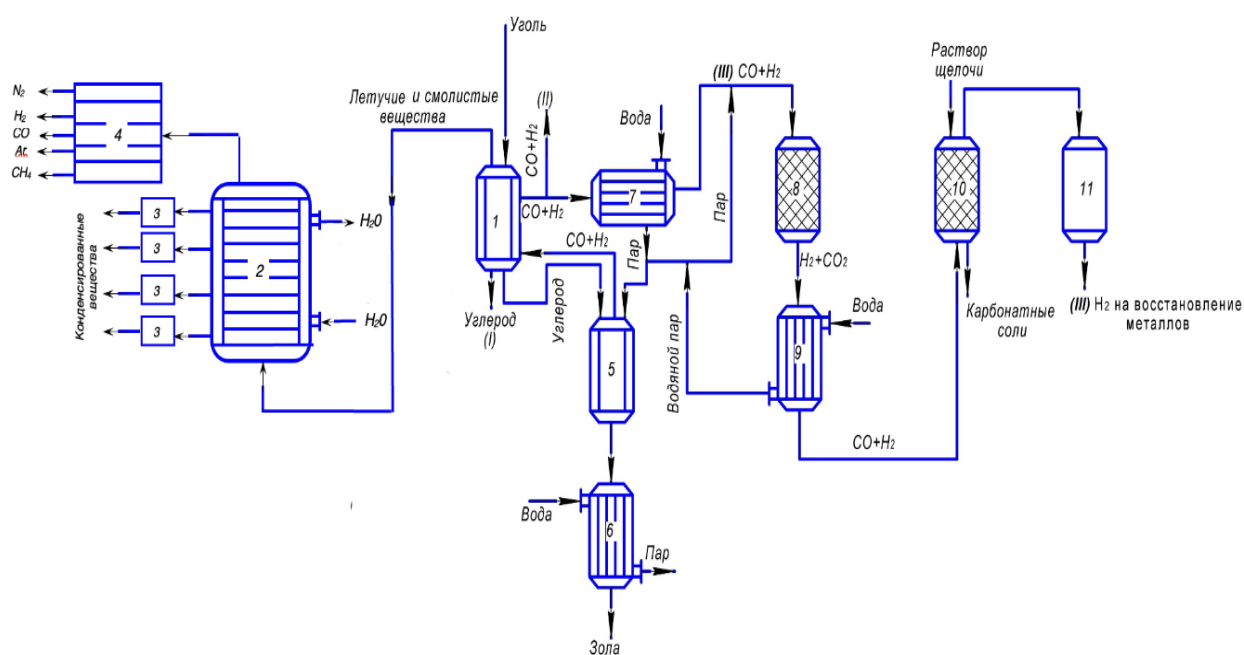 Уголь
N₂
H₂
CO
Ar
CH₄
4
Летучие и смолистые
вещества
(II)
CO+H₂
(III) CO+H₂
Вода
Раствор
щелочи
Конденсированные
вещества
3
3
3
3
2
H₂O
H₂O
1
CO+H₂
7
Пар
8
10
11
CO+H₂
Пар
H₂+CO₂
Углерод
(I)
Углерод
5
Водяной пар
9
Вода
Карбонатные
соли
(III) H₂ на восстановление
металлов
CO+H₂
Вода
6
Пар
Зола